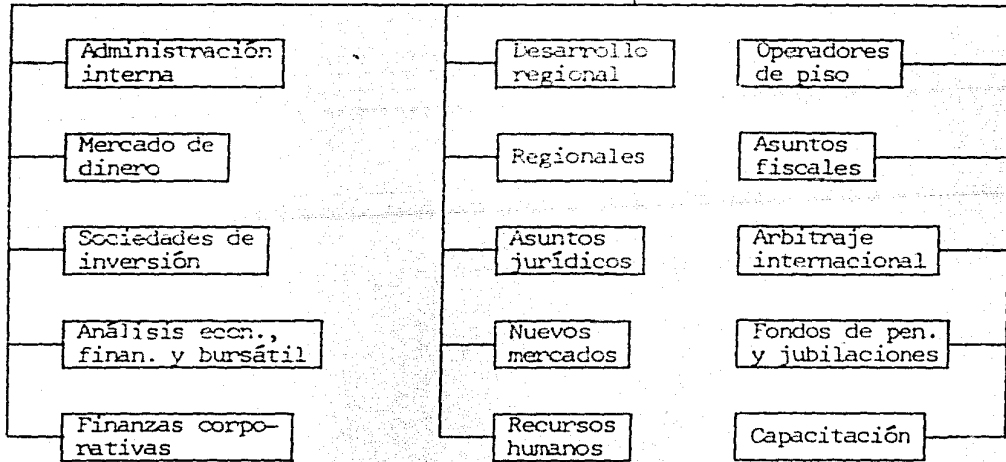 Administración
interna
Mercado de
dinero
Sociedades de
inversión
Análisis econ.,
finan. y bursátil
Finanzas corpo-
rativas
Desarrollo
regional
Regionales
Asuntos
jurídicos
Nuevos
mercados
Recursos
humanos
Operadores
de piso
Asuntos
fiscales
Arbitraje
internacional
Fondos de pen.
y jubilaciones
Capacitación